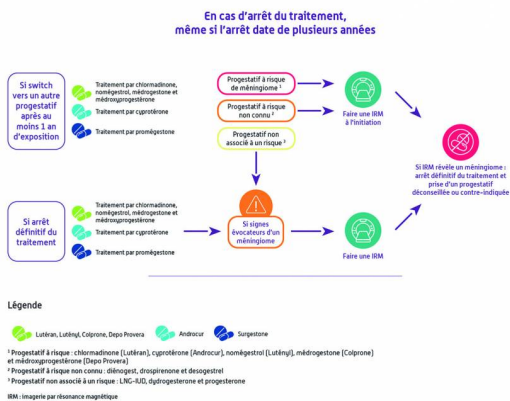 En cas d'arrêt du traitement,
même si l'arrêt date de plusieurs années
Si switch
vers un autre
progestatif
après au
moins 1 an
d'exposition
Traitement par chlormadinone,
nomégestrol, médrogestone et
médroxyprogestérone
Traitement par cyprotérone
Traitement par promégestone
Progestatif à risque
de méningiome ¹
Progestatif à risque
non connu ²
Progestatif non
associé à un risque ³
Faire une IRM
à l'initiation
Si IRM révèle un méningiome :
arrêt définitif du traitement et
prise d'un progestatif
déconseillée ou contre-indiquée
Si arrêt
définitif du
traitement
Traitement par chlormadinone,
nomégestrol, médrogestone et
médroxyprogestérone
Traitement par cyprotérone
Traitement par promégestone
Si signes
évocateurs d'un
méningiome
Faire une IRM
Légende
Lutéran, Lutényl, Colprone, Depo Provera
Androcur
Surgestone
¹ Progestatif à risque : chlormadinone (Lutéran), cyprotérone (Androcur), nomégestrol (Lutényl), médrogestone (Colprone)
et médroxyprogestérone (Depo Provera)
² Progestatif à risque non connu : diénogest, drospirenone et desogestrel
³ Progestatif non associé à un risque : LNG-IUD, dydrogesterone et progesterone
IRM : imagerie par résonance magnétique